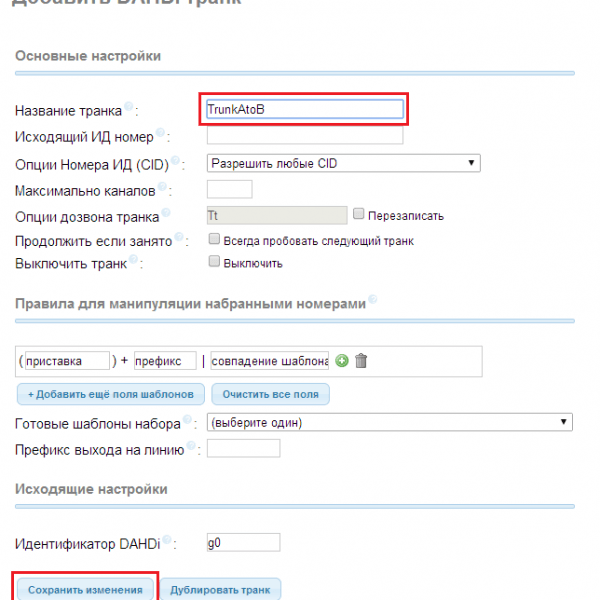 Добавить DAHDi транк
Основные настройки
Название транка : TrunkAtoB
Исходящий ИД номер :
Опции Номера ИД (CID) : Разрешить любые CID
Максимально каналов :
Опции дозвона транка : Tt Перезаписать
Продолжить если занято : Всегда пробовать следующий транк
Выключить транк : Выключить
Правила для манипуляции набранными номерами
( приставка ) + префикс | совпадение шаблона
+ Добавить ещё поля шаблонов Очистить все поля
Готовые шаблоны набора : (выберите один)
Префикс выхода на линию :
Исходящие настройки
Идентификатор DAHDi : g0
Сохранить изменения Дублировать транк